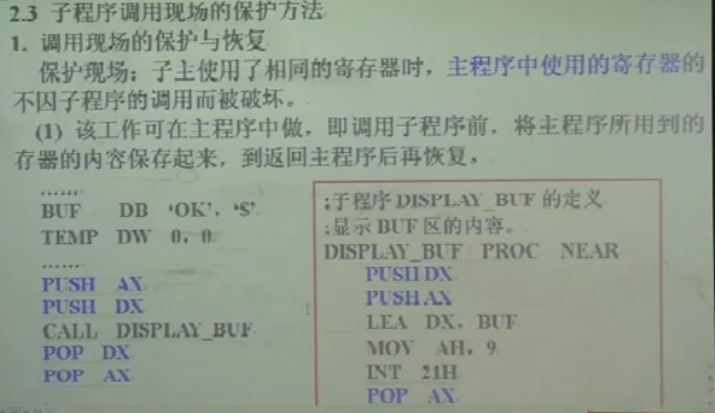 2.3 子程序调用现场的保护方法
1. 调用现场的保护与恢复
保护现场：子主使用了相同的寄存器时，主程序中使用的寄存器的
不因子程序的调用而被破坏。
(1) 该工作可在主程序中做，即调用子程序前，将主程序所用到的
存器的内容保存起来，到返回主程序后再恢复。
……
BUF DB ‘OK’，‘$’
TEMP DW 0，0
……
PUSH AX
PUSH DX
CALL DISPLAY_BUF
POP DX
POP AX
;子程序 DISPLAY_BUF 的定义
;显示 BUF 区的内容。
DISPLAY_BUF PROC NEAR
PUSH DX
PUSH AX
LEA DX，BUF
MOV AH，9
INT 21H
POP AX